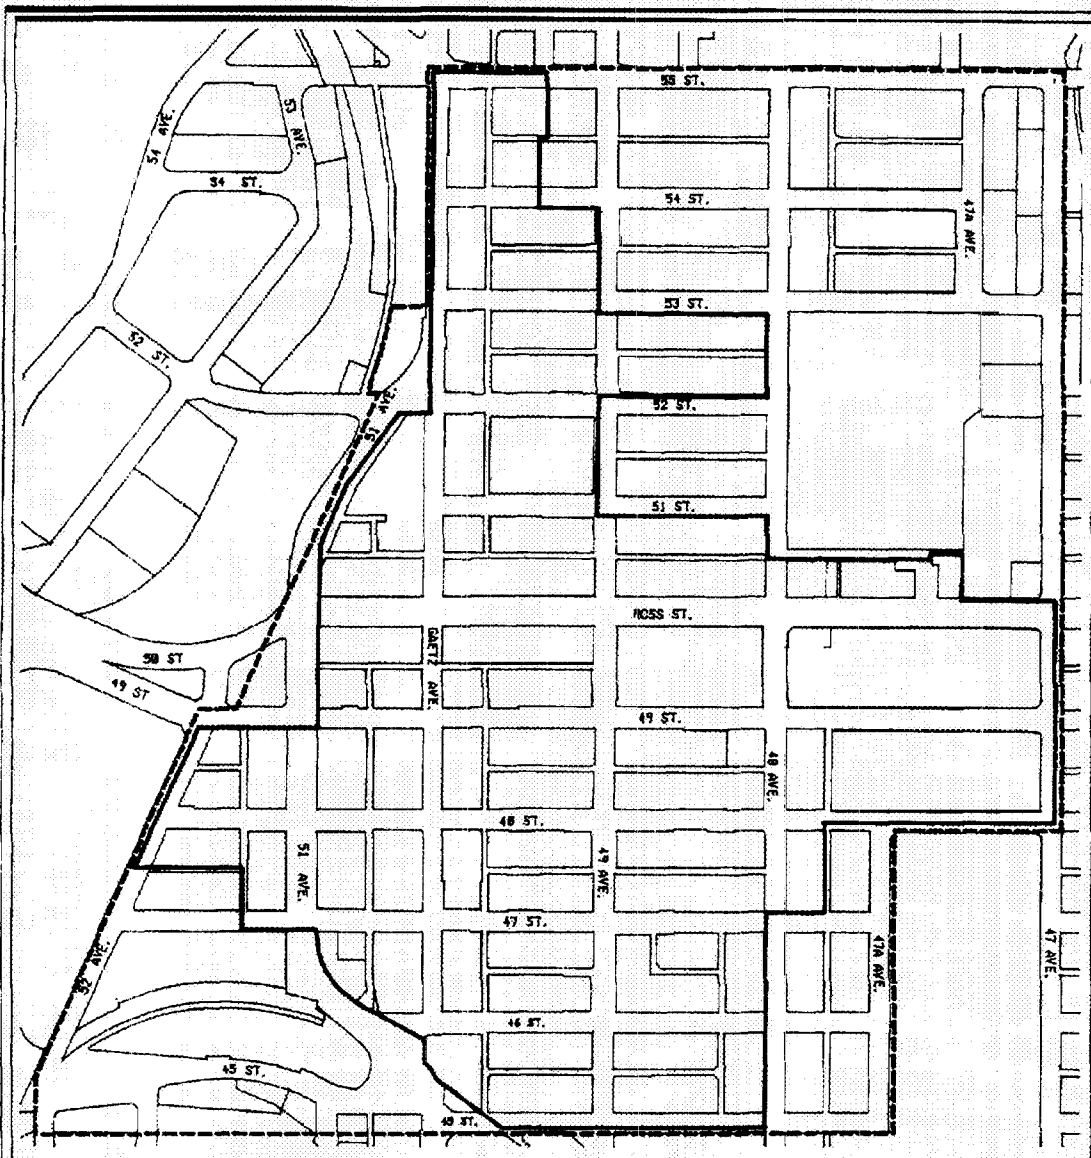 55 ST.
54 AVE.
53 AVE.
54 ST.
54 ST.
47A AVE.
53 ST.
52 ST.
51 AVE.
52 ST.
51 ST.
ROSS ST.
GAETZ AVE.
50 ST
49 ST
49 ST.
48 AVE.
48 ST.
51 AVE.
49 AVE.
47 ST.
52 AVE.
47A AVE.
47 AVE.
46 ST.
45 ST.
45 ST.